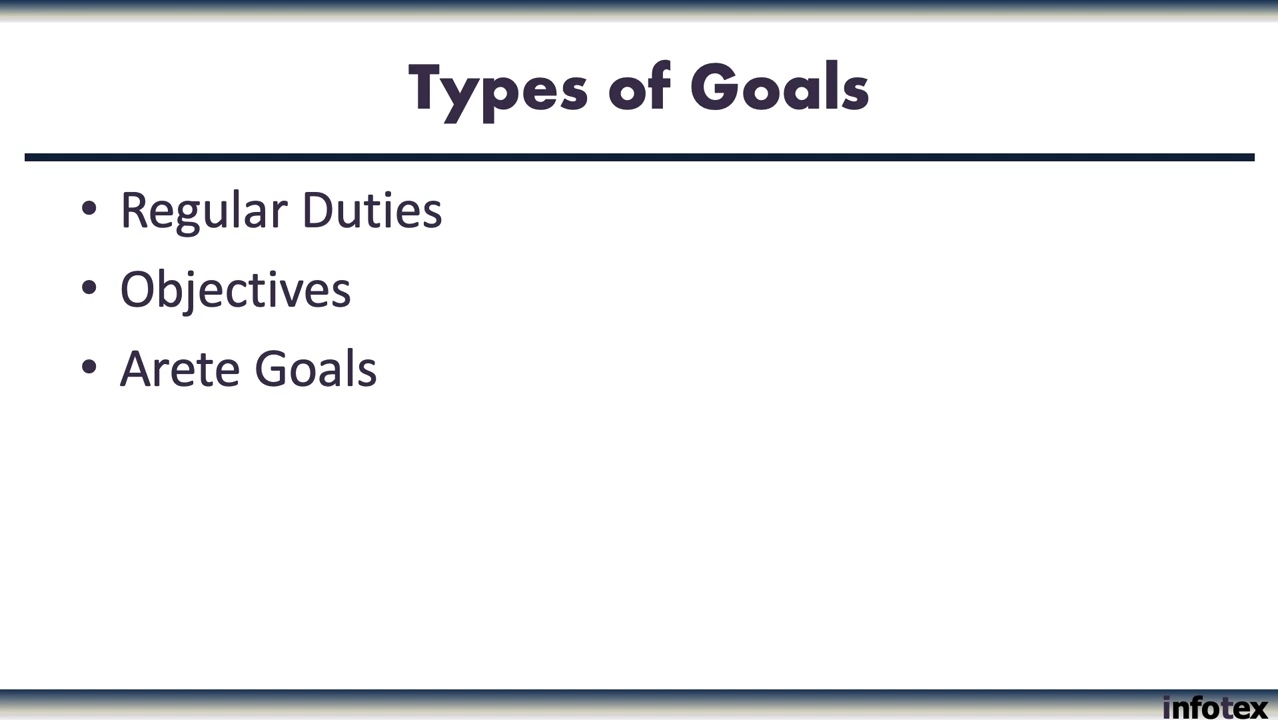 Types of Goals
• Regular Duties
• Objectives
• Arete Goals
infotex